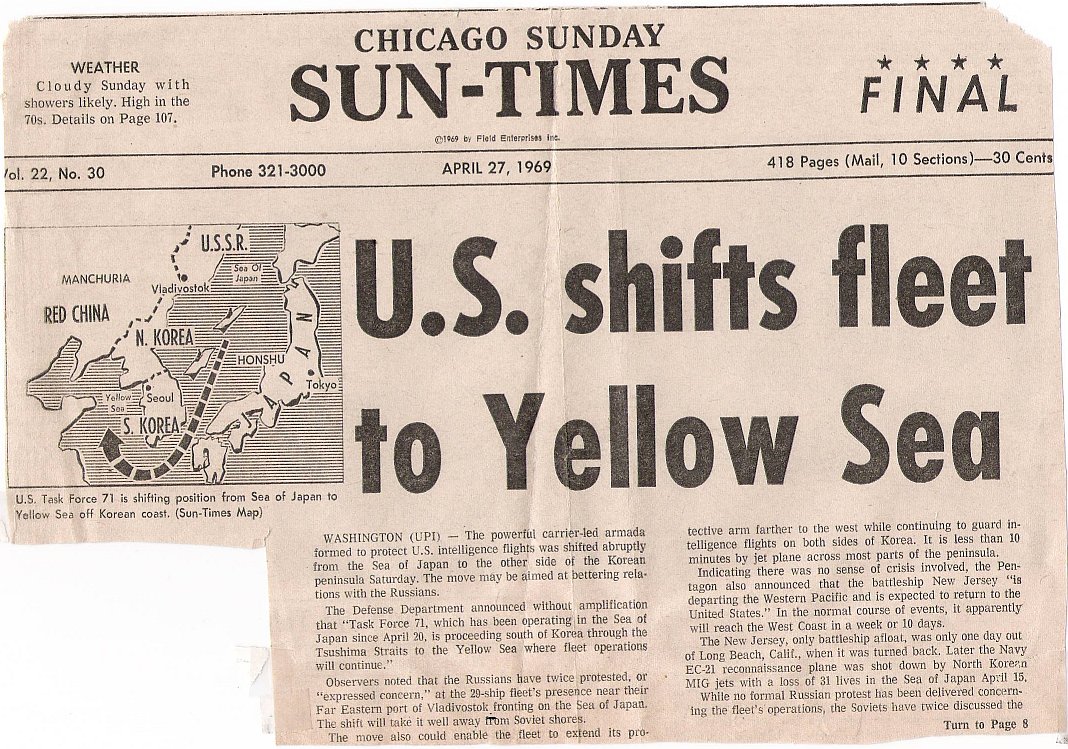 WEATHER
Cloudy Sunday with
showers likely. High in the
70s. Details on Page 107.
CHICAGO SUNDAY
SUN-TIMES
©1969 by Field Enterprises Inc.
★ ★ ★ ★
FINAL
Vol. 22, No. 30 Phone 321-3000 APRIL 27, 1969 418 Pages (Mail, 10 Sections)—30 Cents
U.S.S.R.
Sea Of
Japan
MANCHURIA
Vladivostok
RED CHINA
N. KOREA
HONSHU
JAPAN
Tokyo
Yellow
Sea
Seoul
S. KOREA
U.S. Task Force 71 is shifting position from Sea of Japan to
Yellow Sea off Korean coast. (Sun-Times Map)
U.S. shifts fleet
to Yellow Sea
WASHINGTON (UPI) — The powerful carrier-led armada
formed to protect U.S. intelligence flights was shifted abruptly
from the Sea of Japan to the other side of the Korean
peninsula Saturday. The move may be aimed at bettering rela-
tions with the Russians.
The Defense Department announced without amplification
that "Task Force 71, which has been operating in the Sea of
Japan since April 20, is proceeding south of Korea through the
Tsushima Straits to the Yellow Sea where fleet operations
will continue."
Observers noted that the Russians have twice protested, or
"expressed concern," at the 29-ship fleet's presence near their
Far Eastern port of Vladivostok fronting on the Sea of Japan.
The shift will take it well away from Soviet shores.
The move also could enable the fleet to extend its pro-
tective arm farther to the west while continuing to guard in-
telligence flights on both sides of Korea. It is less than 10
minutes by jet plane across most parts of the peninsula.
Indicating there was no sense of crisis involved, the Pen-
tagon also announced that the battleship New Jersey "is
departing the Western Pacific and is expected to return to the
United States." In the normal course of events, it apparently
will reach the West Coast in a week or 10 days.
The New Jersey, only battleship afloat, was only one day out
of Long Beach, Calif., when it was turned back. Later the Navy
EC-21 reconnaissance plane was shot down by North Korean
MIG jets with a loss of 31 lives in the Sea of Japan April 15.
While no formal Russian protest has been delivered concern-
ing the fleet's operations, the Soviets have twice discussed the
Turn to Page 8